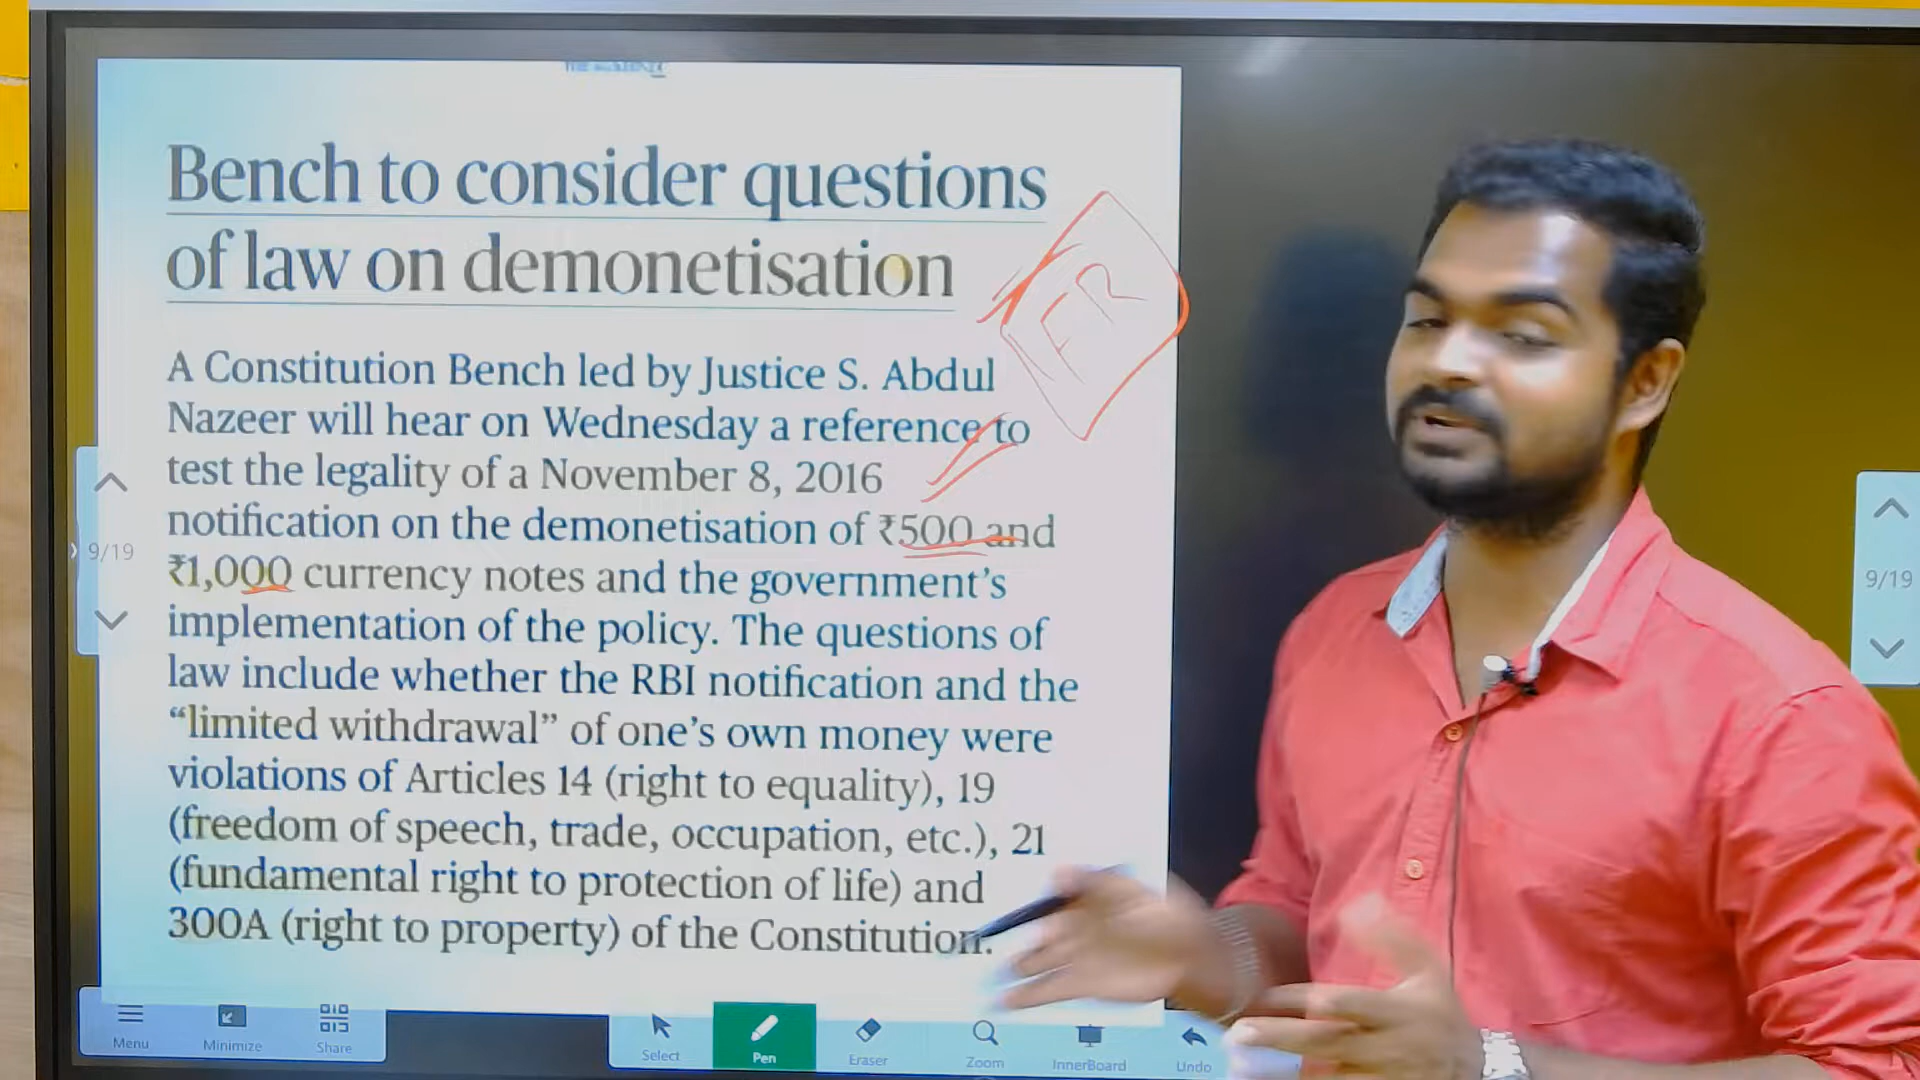 Bench to consider questions
of law on demonetisation
FR
A Constitution Bench led by Justice S. Abdul
Nazeer will hear on Wednesday a reference to
test the legality of a November 8, 2016
notification on the demonetisation of ₹500 and
₹1,000 currency notes and the government's
implementation of the policy. The questions of
law include whether the RBI notification and the
“limited withdrawal” of one's own money were
violations of Articles 14 (right to equality), 19
(freedom of speech, trade, occupation, etc.), 21
(fundamental right to protection of life) and
300A (right to property) of the Constitution.
9/19
9/19
Menu Minimize Share Select Pen Eraser Zoom InnerBoard Undo